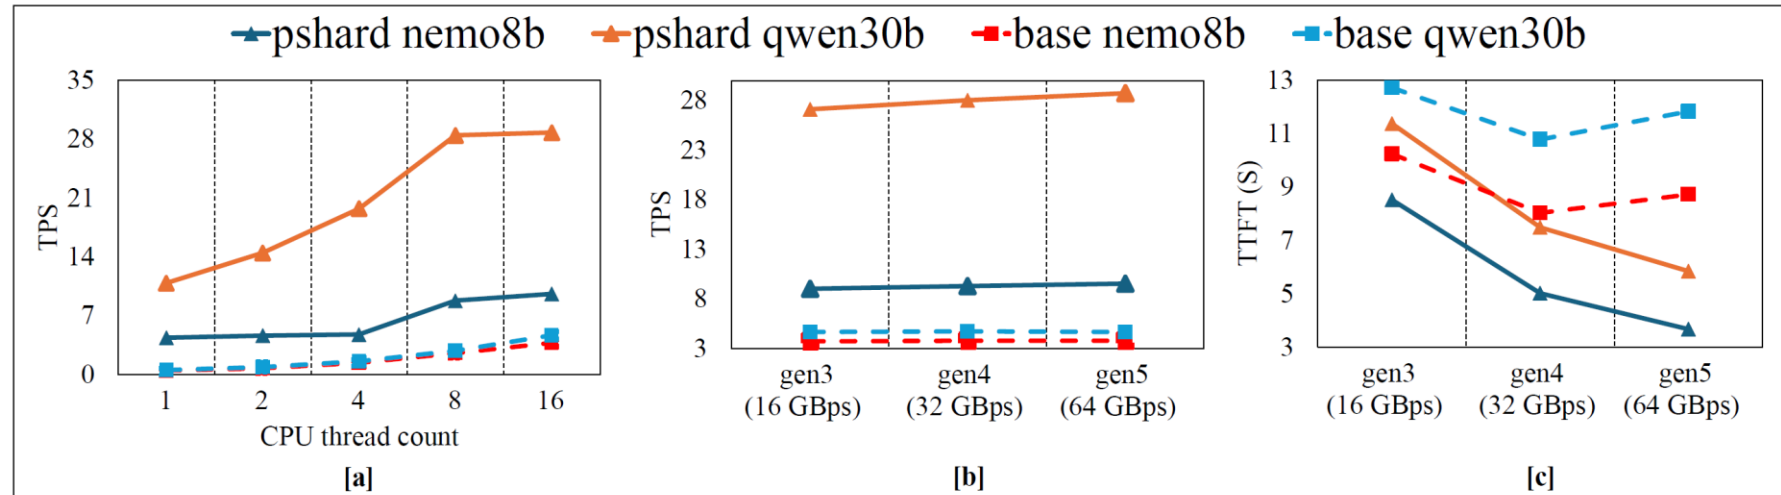 pshard nemo8b pshard qwen30b base nemo8b base qwen30b
35
28
21
14
7
0
TPS
1 2 4 8 16
CPU thread count
[a]
28
23
18
13
8
3
TPS
gen3 gen4 gen5
(16 GBps) (32 GBps) (64 GBps)
[b]
13
11
9
7
5
3
TTFT (S)
gen3 gen4 gen5
(16 GBps) (32 GBps) (64 GBps)
[c]